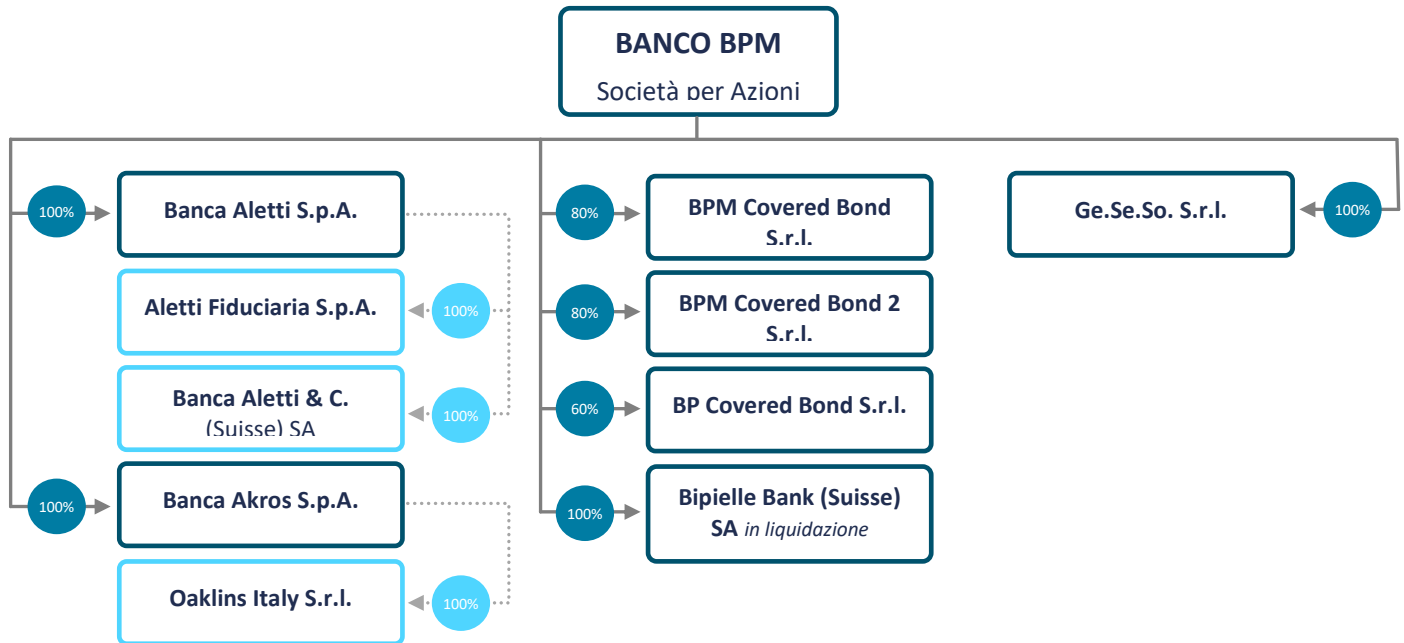 BANCO BPM
Società per Azioni
100%
Banca Aletti S.p.A.
Aletti Fiduciaria S.p.A.
100%
Banca Aletti & C.
(Suisse) SA
100%
100%
Banca Akros S.p.A.
Oaklins Italy S.r.l.
100%
80%
BPM Covered Bond
S.r.l.
80%
BPM Covered Bond 2
S.r.l.
60%
BP Covered Bond S.r.l.
100%
Bipielle Bank (Suisse)
SA in liquidazione
Ge.Se.So. S.r.l.
100%